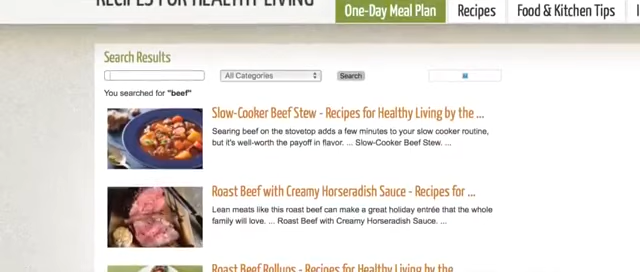 RECIPES FOR HEALTHY LIVING
One-Day Meal Plan
Recipes
Food & Kitchen Tips
Search Results
All Categories
Search
You searched for "beef"
Slow-Cooker Beef Stew - Recipes for Healthy Living by the ...
Searing beef on the stovetop adds a few minutes to your slow cooker routine,
but it's well-worth the payoff in flavor. ... Slow-Cooker Beef Stew. ...
Roast Beef with Creamy Horseradish Sauce - Recipes for ...
Lean meats like this roast beef can make a great holiday entrée that the whole
family will love. ... Roast Beef with Creamy Horseradish Sauce. ...
Roast Beef Rollups - Recipes for Healthy Living by the